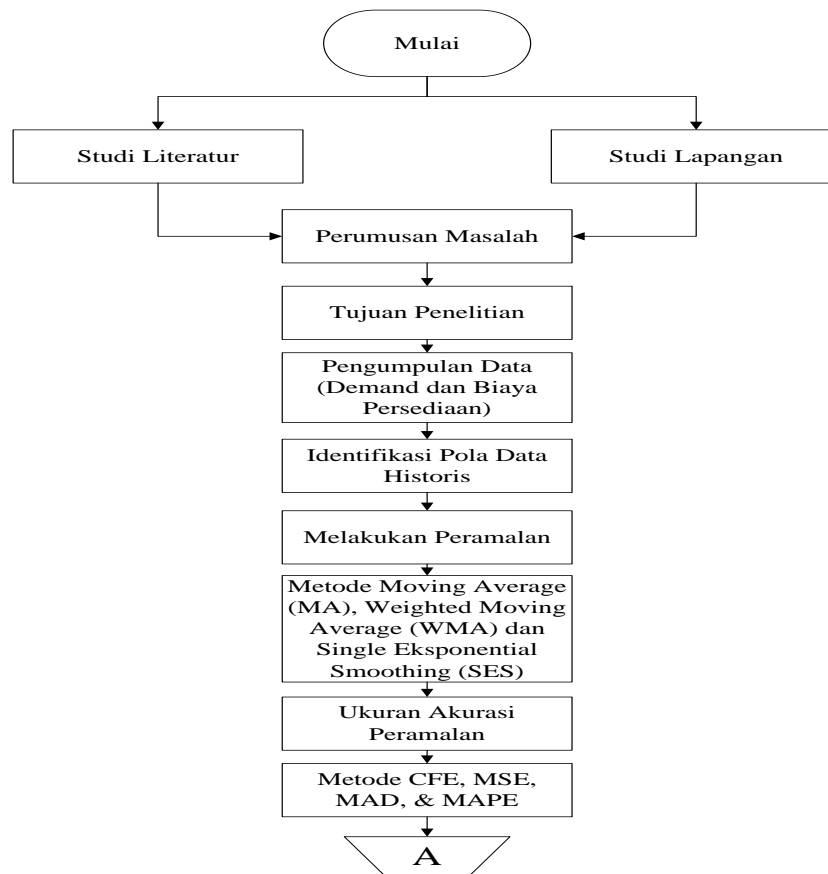 Mulai
Studi Literatur
Studi Lapangan
Perumusan Masalah
Tujuan Penelitian
Pengumpulan Data
(Demand dan Biaya
Persediaan)
Identifikasi Pola Data
Historis
Melakukan Peramalan
Metode Moving Average
(MA), Weighted Moving
Average (WMA) dan
Single Eksponential
Smoothing (SES)
Ukuran Akurasi
Peramalan
Metode CFE, MSE,
MAD, & MAPE
A